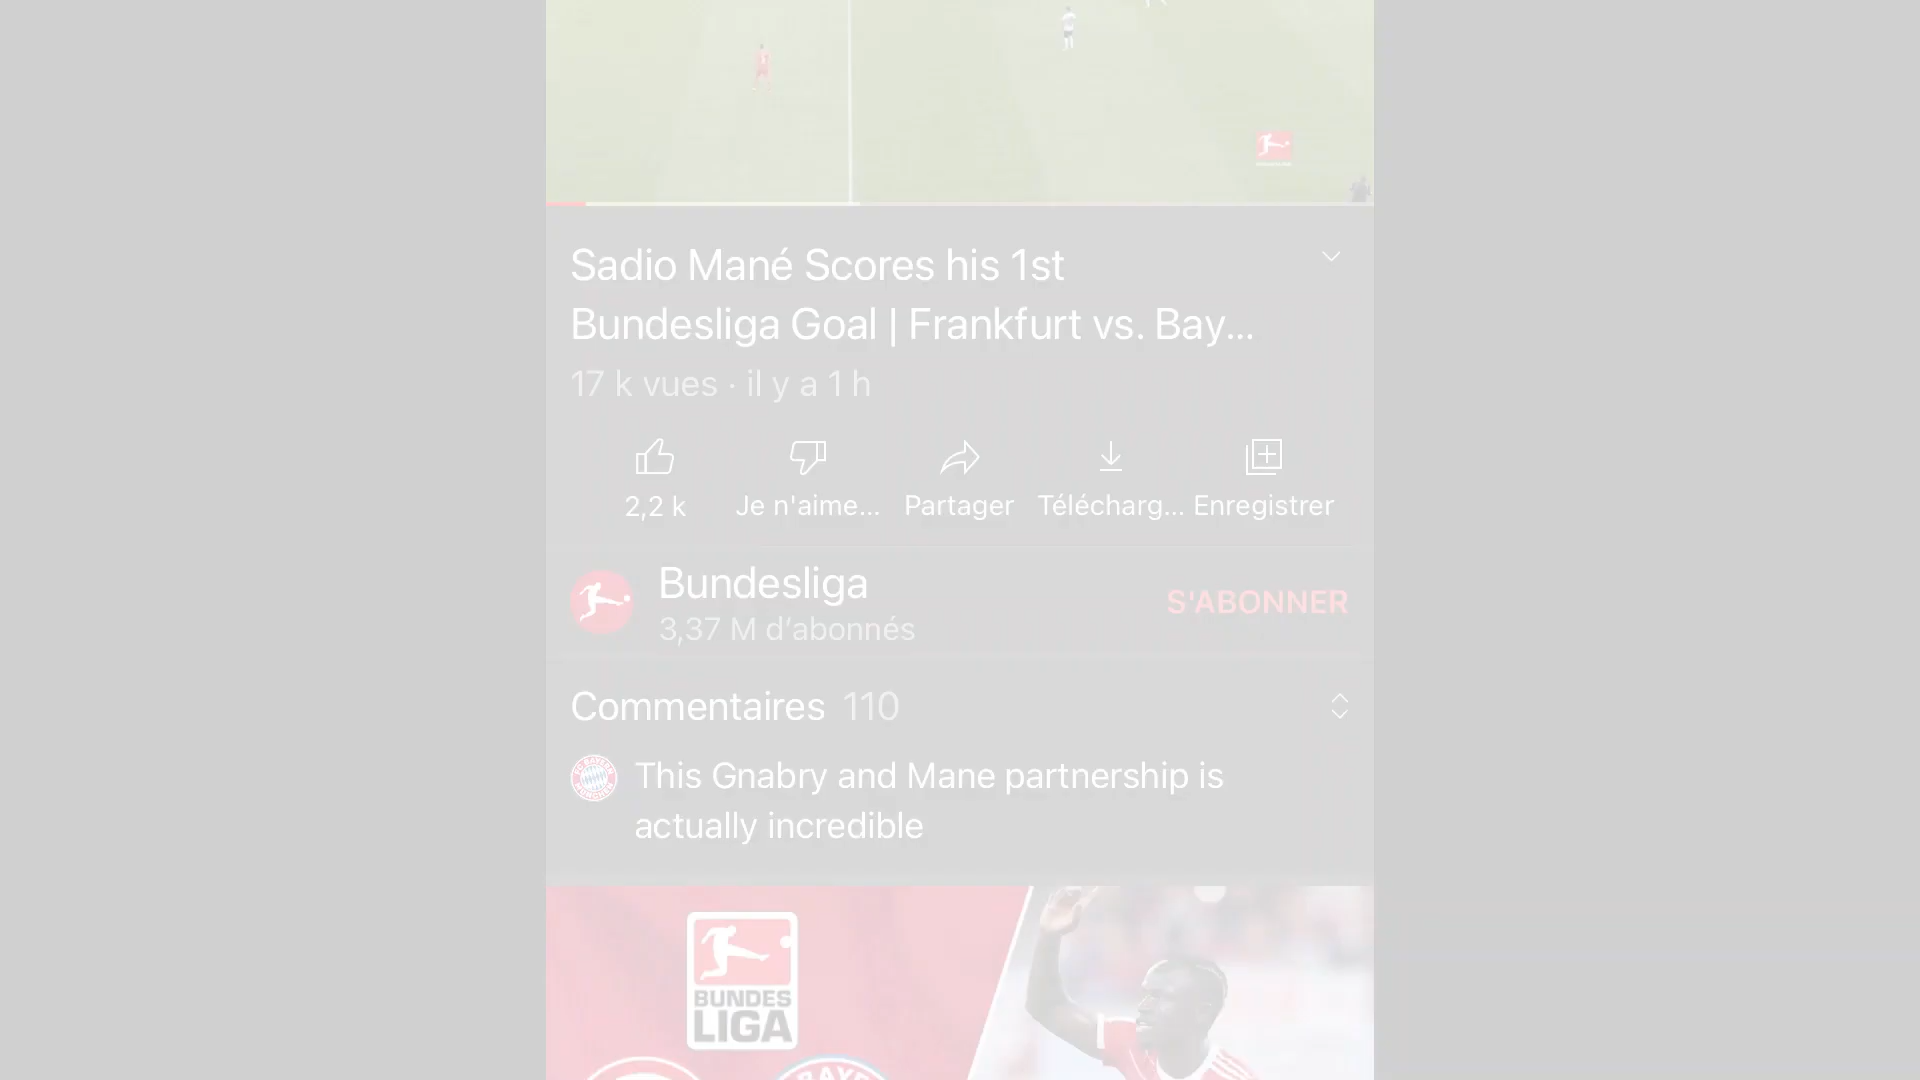 Sadio Mané Scores his 1st
Bundesliga Goal | Frankfurt vs. Bay...
17 k vues · il y a 1 h
2,2 k
Je n'aime...
Partager
Télécharg...
Enregistrer
Bundesliga
3,37 M d'abonnés
S'ABONNER
Commentaires 110
This Gnabry and Mane partnership is
actually incredible
BUNDES
LIGA